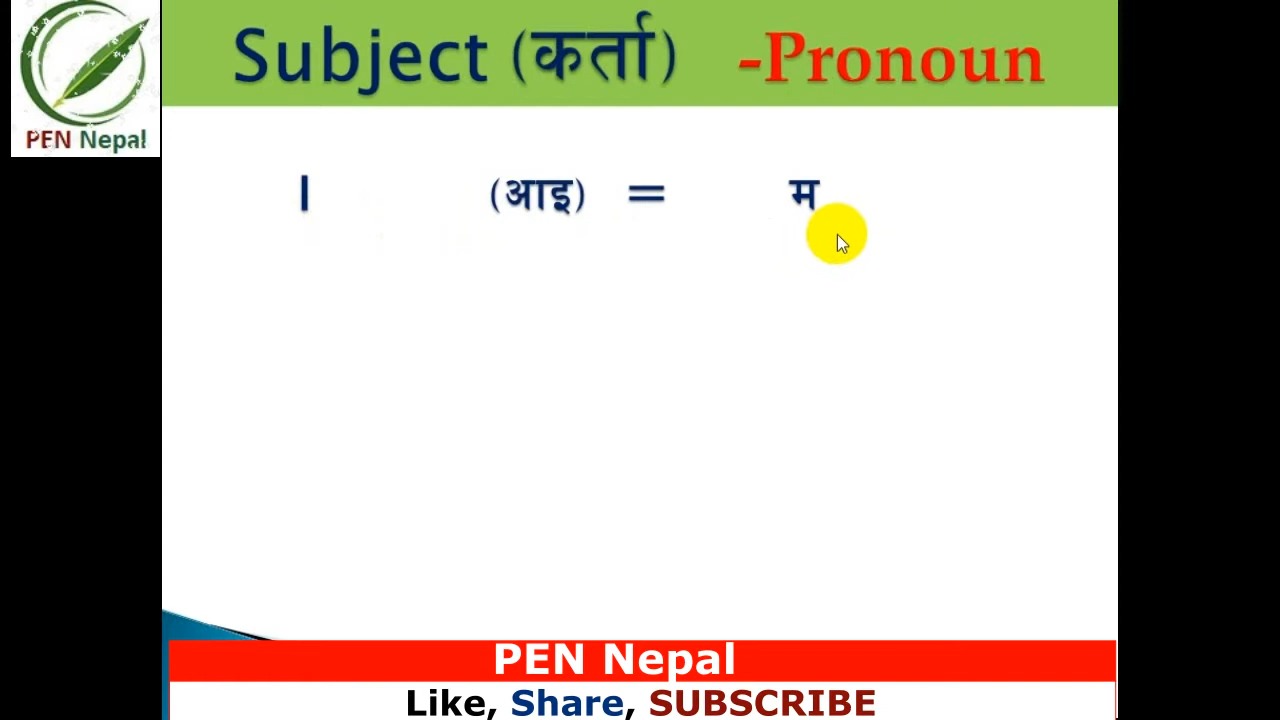 Subject (कर्ता) -Pronoun
PEN Nepal
I (आइ) = म
PEN Nepal
Like, Share, SUBSCRIBE